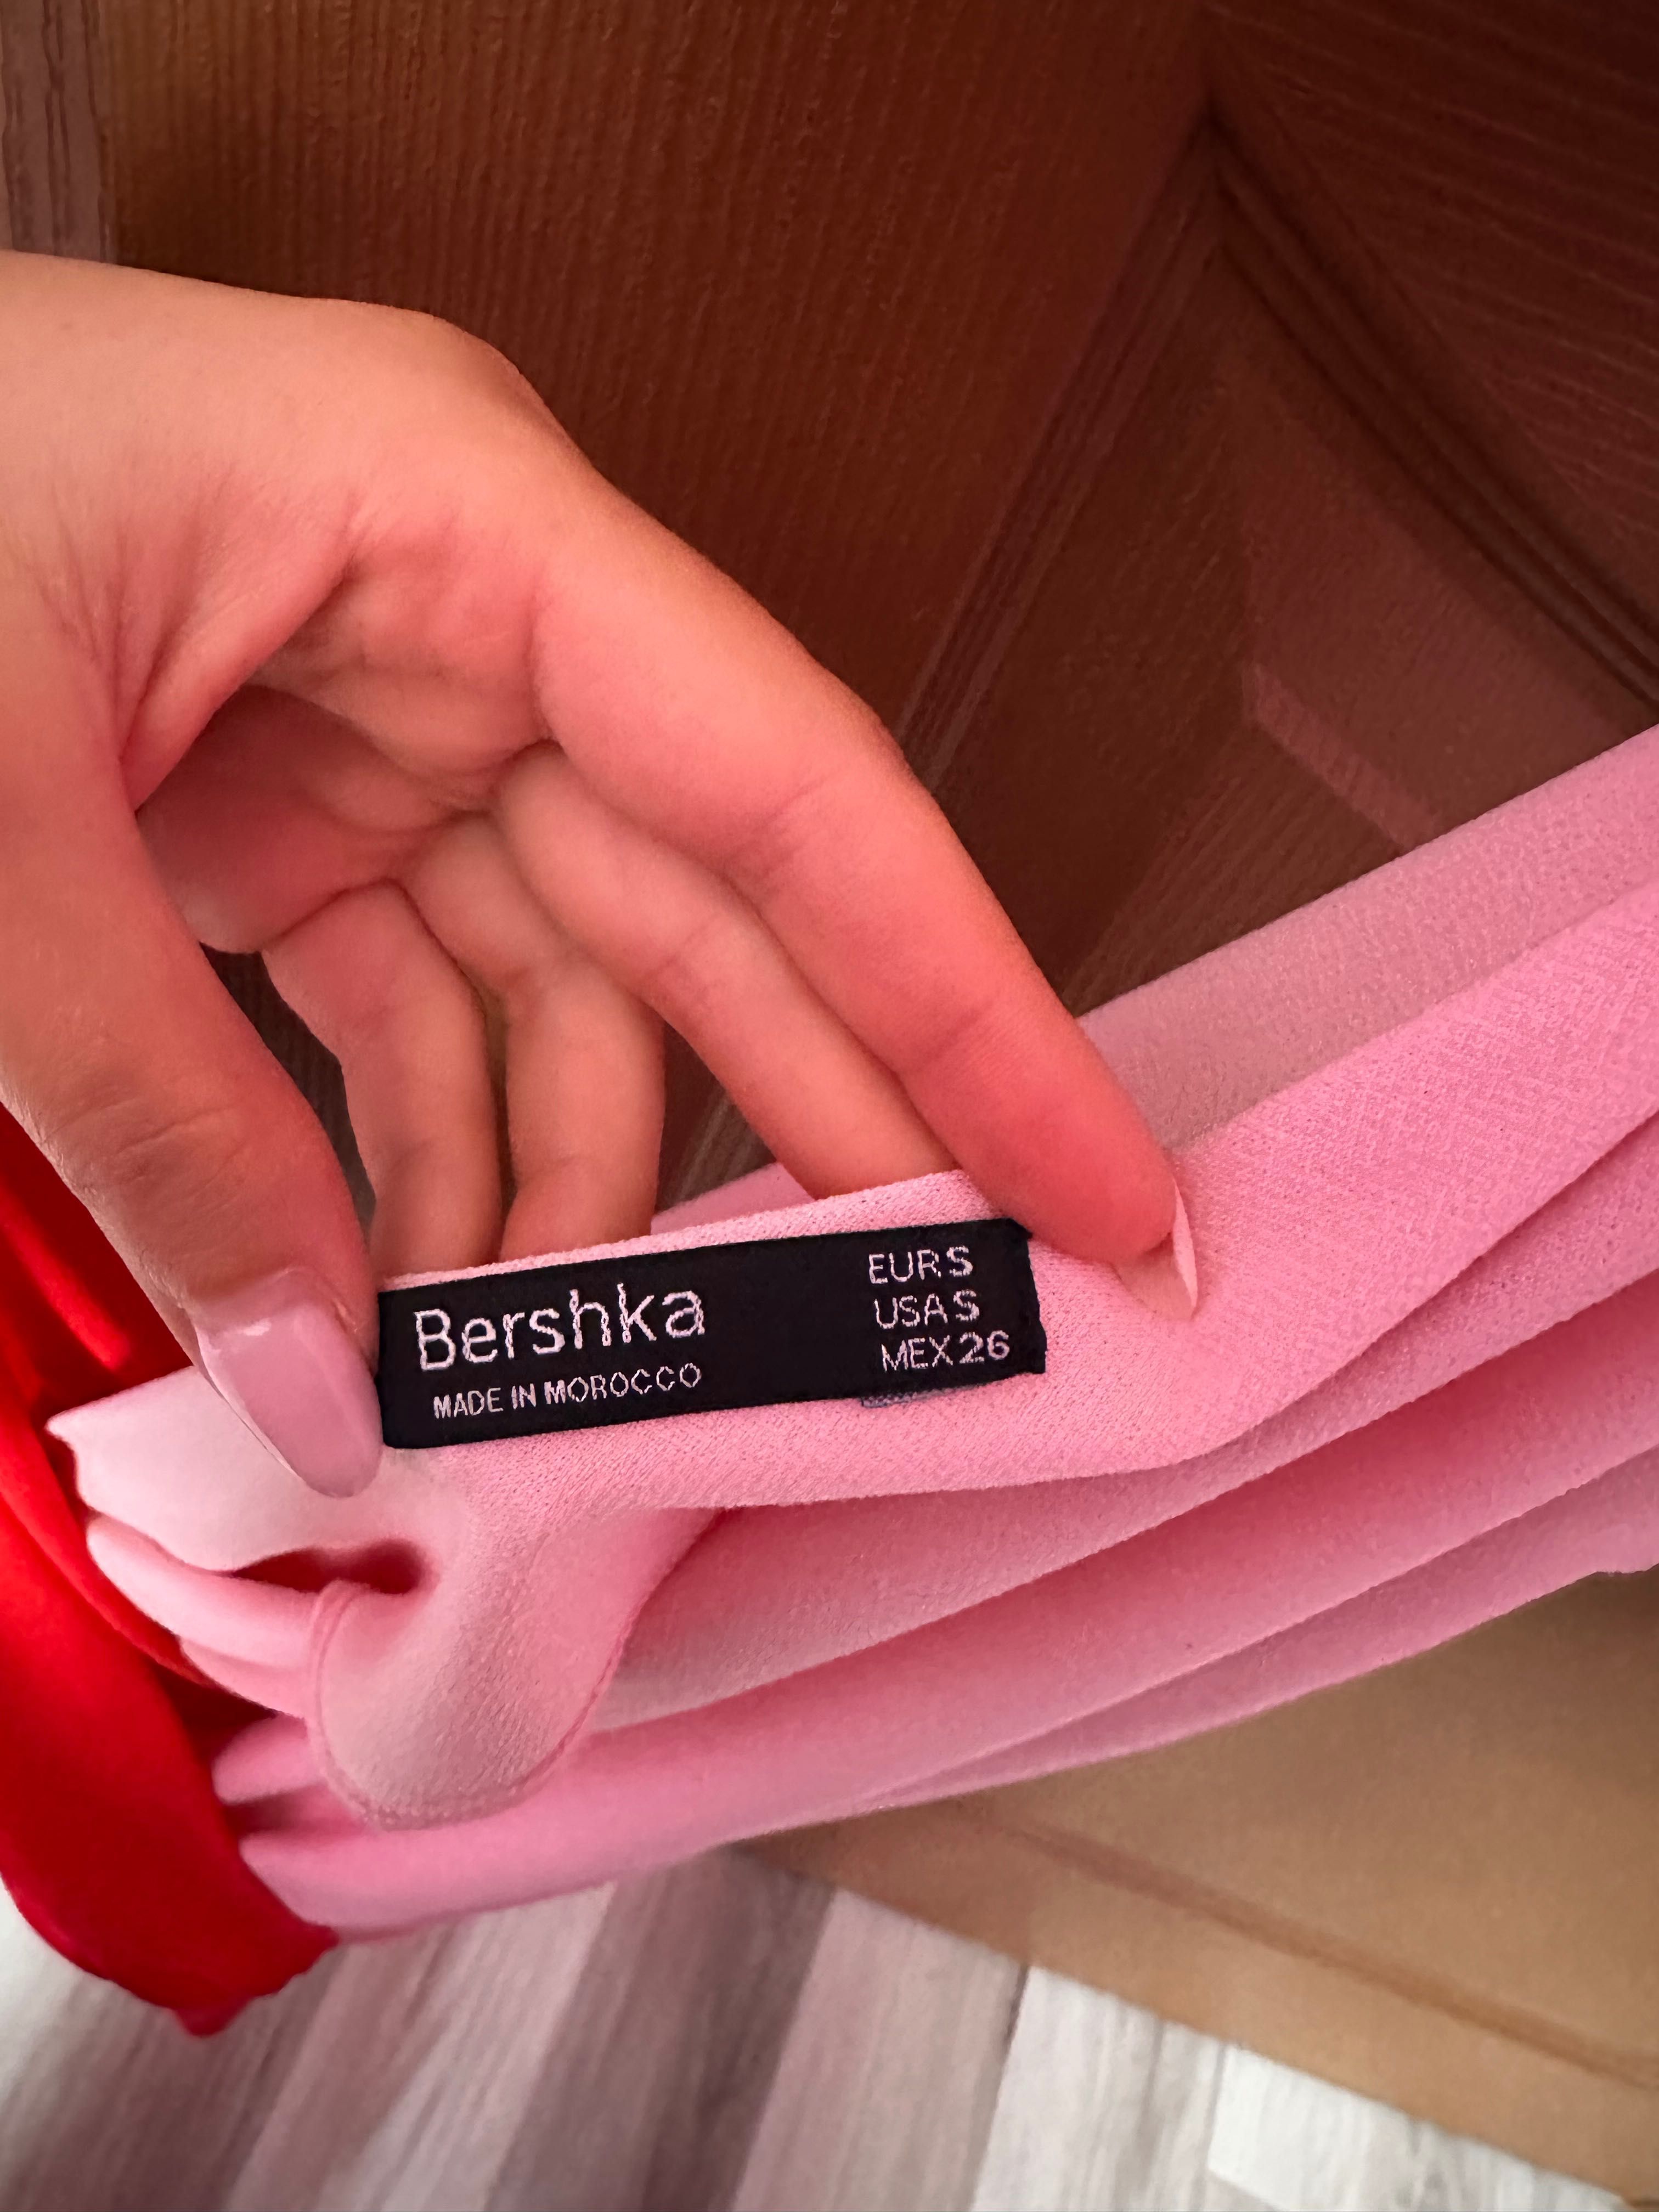 Bershka
MADE IN MOROCCO
EUR S
USA S
MEX 26